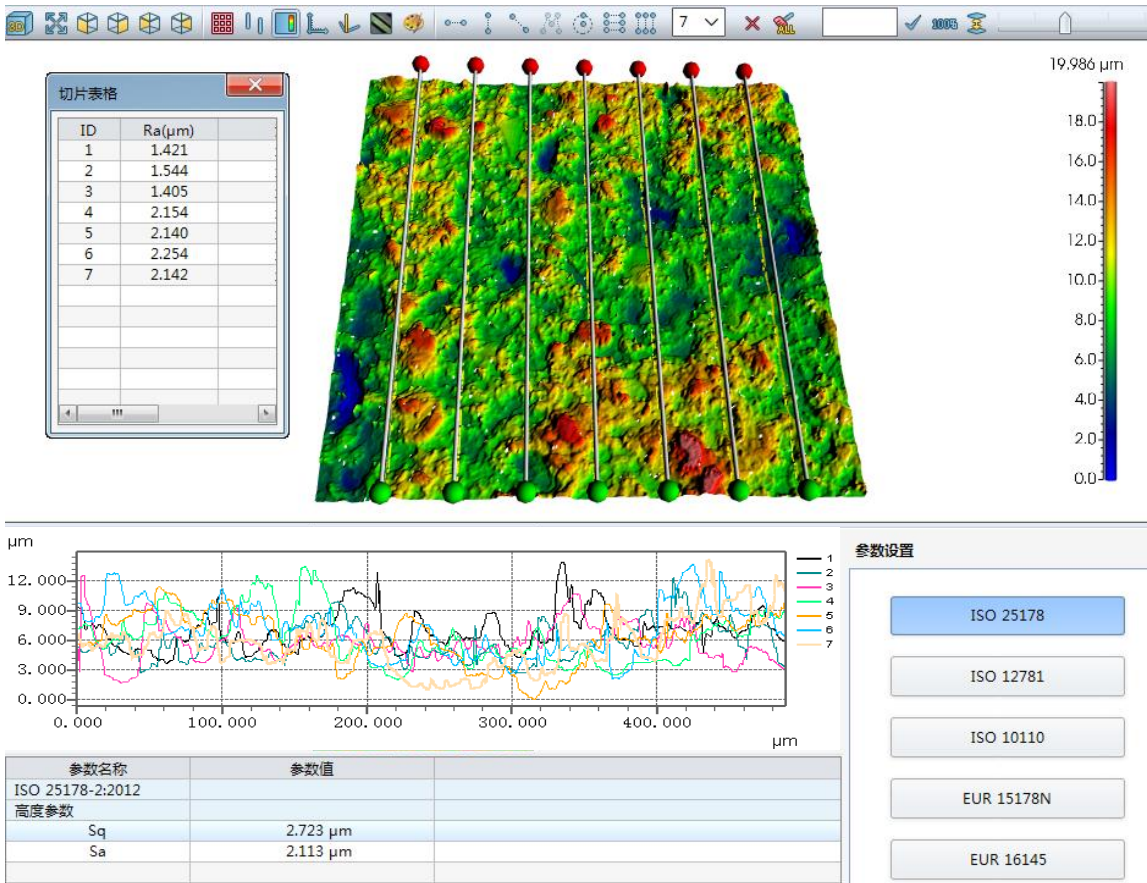 3D
7
ALL
100%
切片表格
ID Ra(μm)
1 1.421
2 1.544
3 1.405
4 2.154
5 2.140
6 2.254
7 2.142
19.986 μm
18.0
16.0
14.0
12.0
10.0
8.0
6.0
4.0
2.0
0.0
μm
12.000
9.000
6.000
3.000
0.000
0.000 100.000 200.000 300.000 400.000
μm
1
2
3
4
5
6
7
参数名称 参数值
ISO 25178-2:2012
高度参数
Sq 2.723 μm
Sa 2.113 μm
参数设置
ISO 25178
ISO 12781
ISO 10110
EUR 15178N
EUR 16145